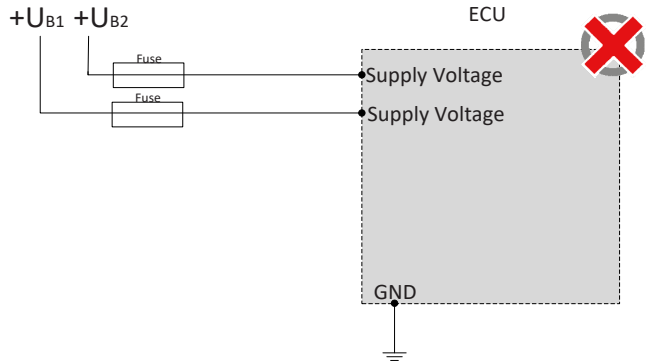 +UB1 +UB2
ECU
Fuse
Supply Voltage
Fuse
Supply Voltage
GND